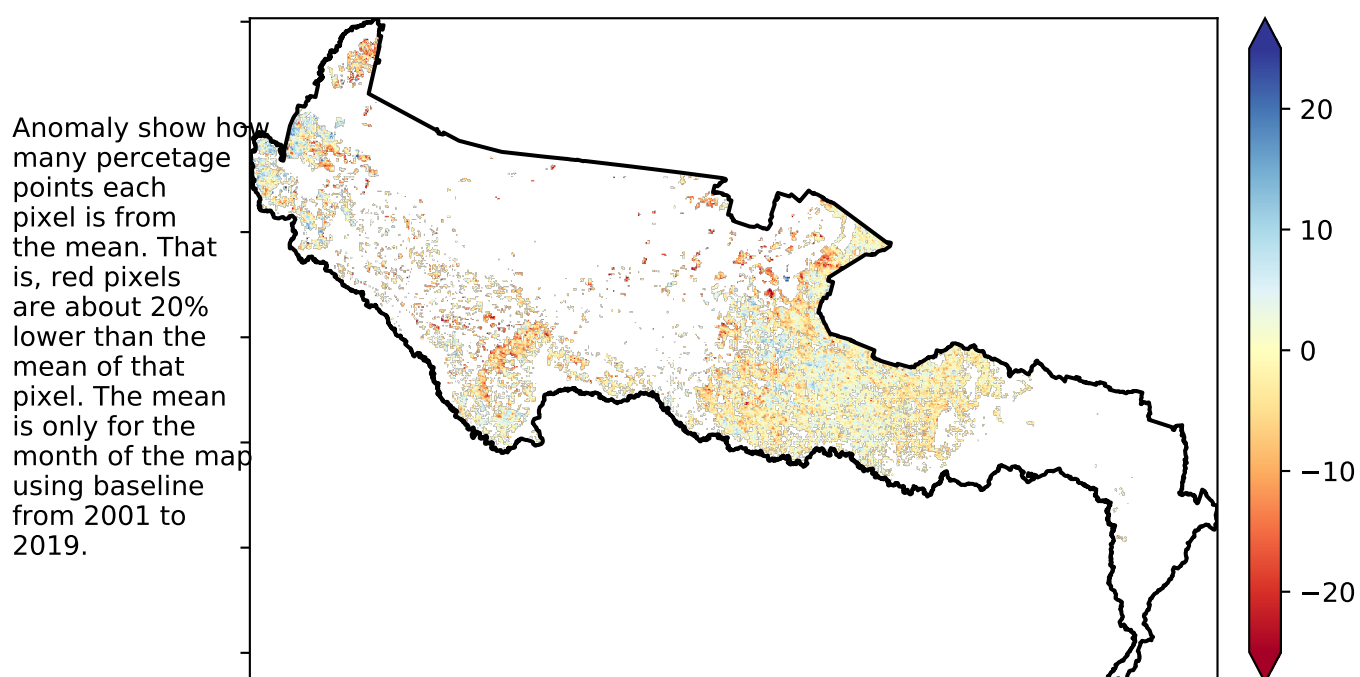 Anomaly show how
many percetage
points each
pixel is from
the mean. That
is, red pixels
are about 20%
lower than the
mean of that
pixel. The mean
is only for the
month of the map
using baseline
from 2001 to
2019.
20
10
0
−10
−20